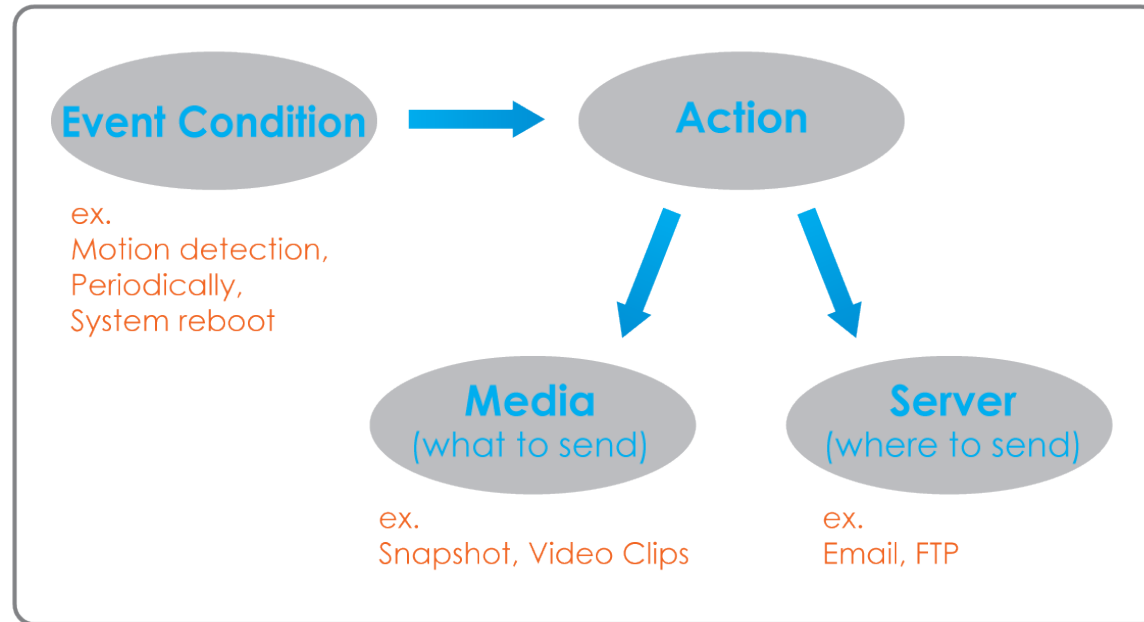 Event Condition
Action
ex.
Motion detection,
Periodically,
System reboot
Media
(what to send)
Server
(where to send)
ex.
Snapshot, Video Clips
ex.
Email, FTP